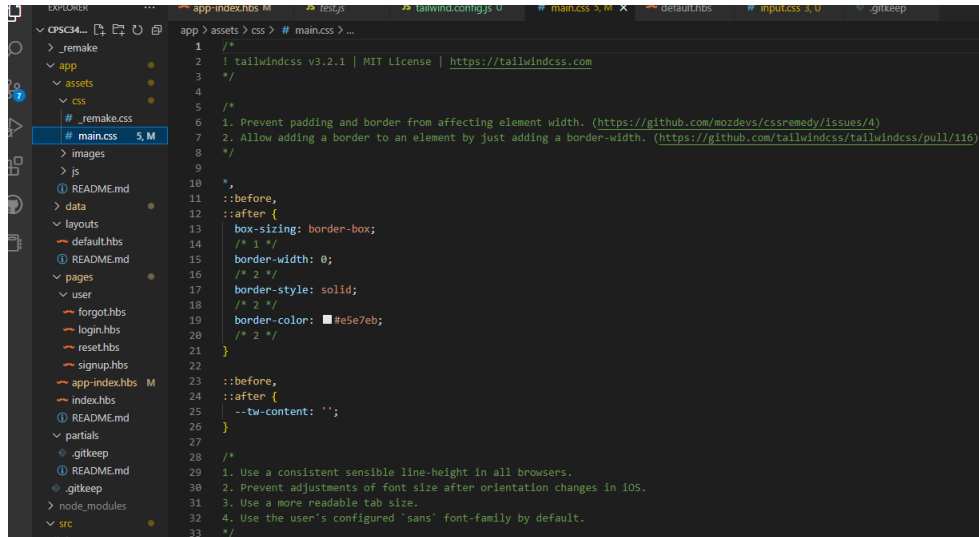 EXPLORER
app-index.hbs M
JS test.js
JS tailwind.config.js U
# main.css 5, M X
default.hbs
# input.css 3, U
.gitkeep
CPSC34...
app > assets > css > # main.css > ...
_remake
app
assets
css
# _remake.css
# main.css 5, M
images
js
README.md
data
layouts
default.hbs
README.md
pages
user
forgot.hbs
login.hbs
reset.hbs
signup.hbs
app-index.hbs M
index.hbs
README.md
partials
.gitkeep
README.md
.gitkeep
node_modules
src
7
1 /*
2 ! tailwindcss v3.2.1 | MIT License | https://tailwindcss.com
3 */
4
5 /*
6 1. Prevent padding and border from affecting element width. (https://github.com/mozdevs/cssremedy/issues/4)
7 2. Allow adding a border to an element by just adding a border-width. (https://github.com/tailwindcss/tailwindcss/pull/116)
8 */
9
10 *,
11 ::before,
12 ::after {
13 box-sizing: border-box;
14 /* 1 */
15 border-width: 0;
16 /* 2 */
17 border-style: solid;
18 /* 2 */
19 border-color: #e5e7eb;
20 /* 2 */
21 }
22
23 ::before,
24 ::after {
25 --tw-content: '';
26 }
27
28 /*
29 1. Use a consistent sensible line-height in all browsers.
30 2. Prevent adjustments of font size after orientation changes in iOS.
31 3. Use a more readable tab size.
32 4. Use the user's configured `sans` font-family by default.
33 */